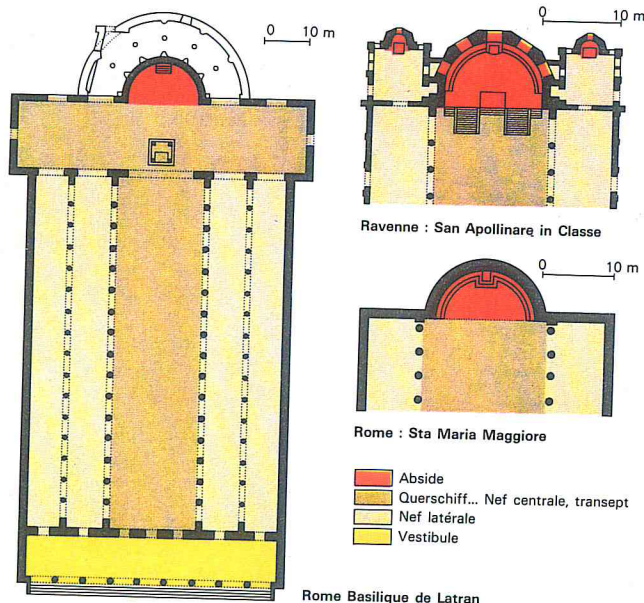 0 10 m
0 10 m
Ravenne : San Apollinare in Classe
0 10 m
Rome : Sta Maria Maggiore
Abside
Querschiff... Nef centrale, transept
Nef latérale
Vestibule
Rome Basilique de Latran